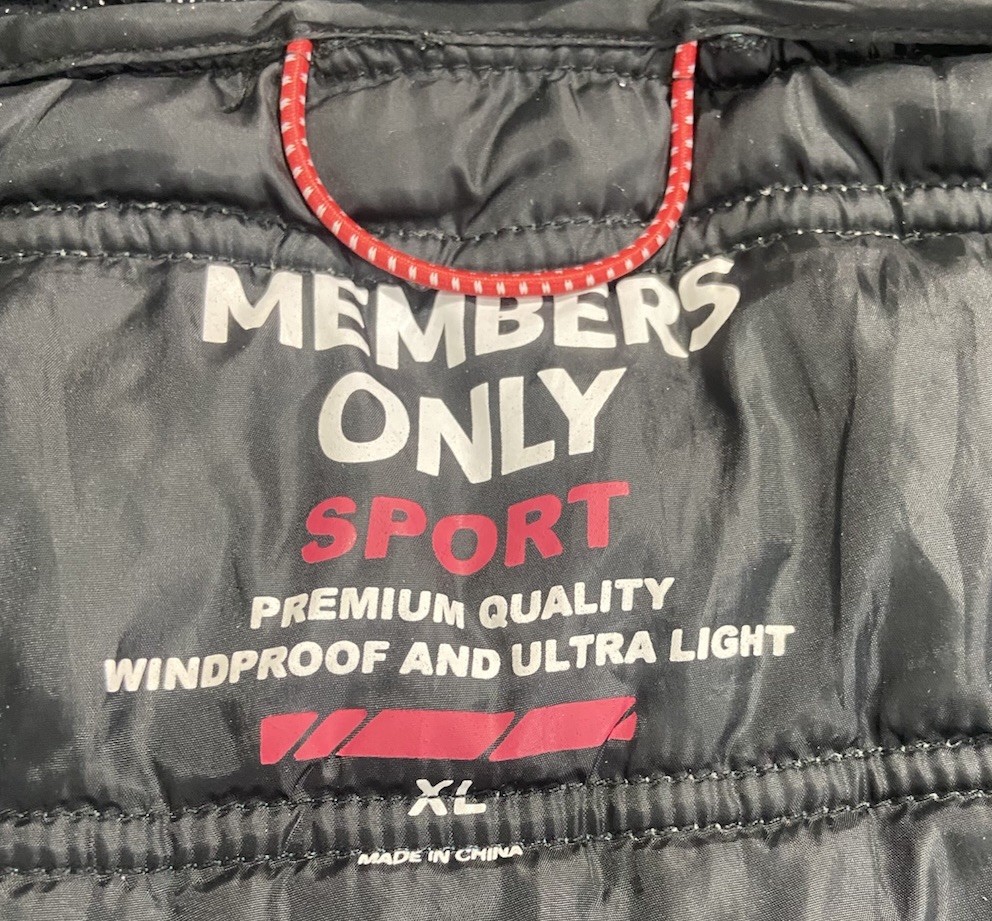 MEMBERS
ONLY
SPORT
PREMIUM QUALITY
WINDPROOF AND ULTRA LIGHT
XL
MADE IN CHINA